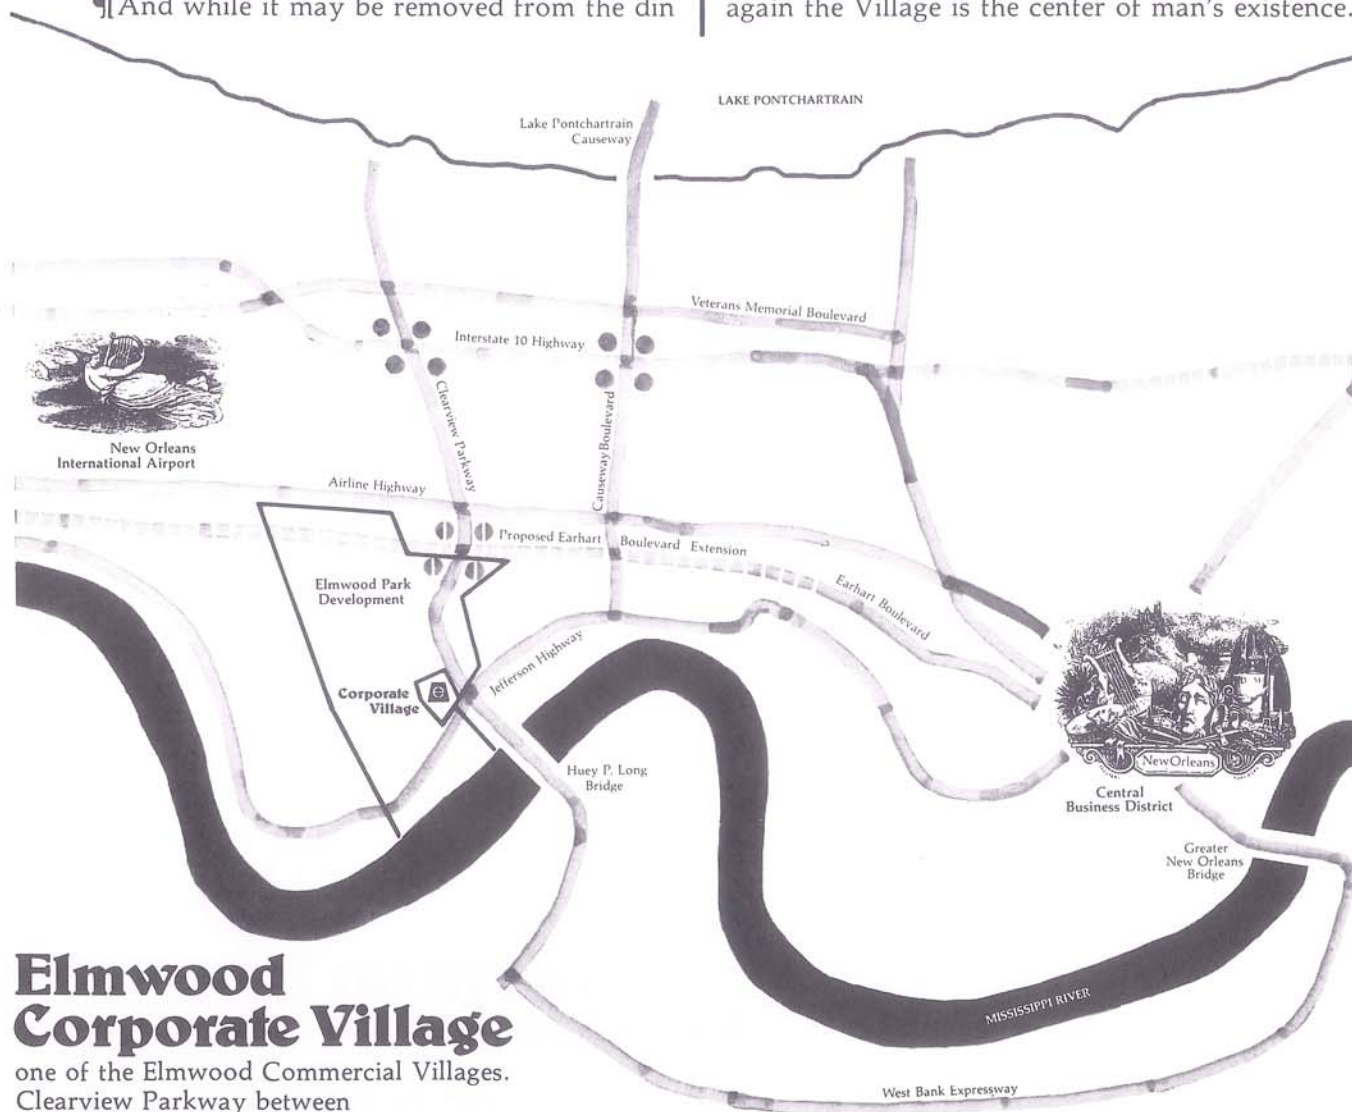 ¶[And while it may be removed from the din
again the Village is the center of man's existence.
LAKE PONTCHARTRAIN
Lake Pontchartrain
Causeway
Veterans Memorial Boulevard
Interstate 10 Highway
New Orleans
International Airport
Clearview Parkway
Causeway Boulevard
Airline Highway
Proposed Earhart Boulevard Extension
Elmwood Park
Development
Earhart Boulevard
Jefferson Highway
Corporate
Village
Huey P. Long
Bridge
New Orleans
Central
Business District
Greater
New Orleans
Bridge
MISSISSIPPI RIVER
West Bank Expressway
Elmwood
Corporate Village
one of the Elmwood Commercial Villages.
Clearview Parkway between